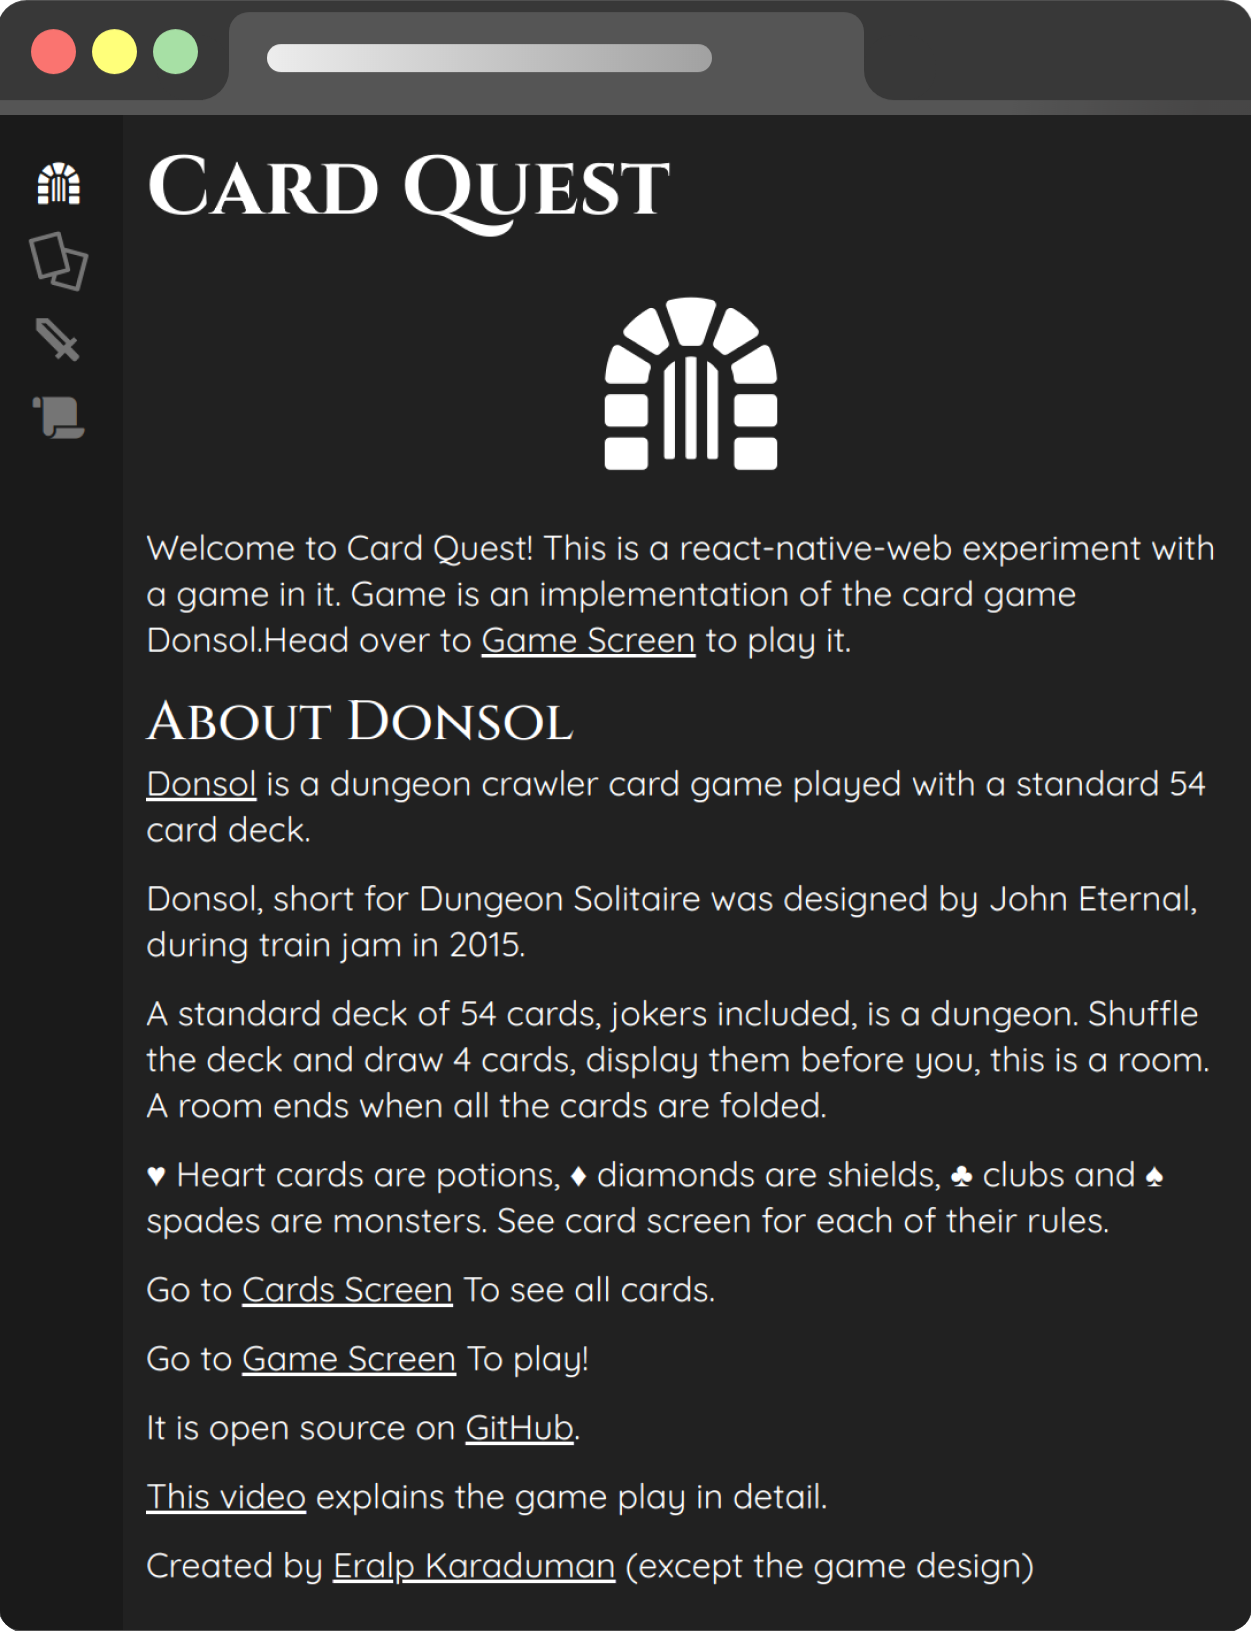 Card Quest
Welcome to Card Quest! This is a react-native-web experiment with
a game in it. Game is an implementation of the card game
Donsol.Head over to Game Screen to play it.
About Donsol
Donsol is a dungeon crawler card game played with a standard 54
card deck.
Donsol, short for Dungeon Solitaire was designed by John Eternal,
during train jam in 2015.
A standard deck of 54 cards, jokers included, is a dungeon. Shuffle
the deck and draw 4 cards, display them before you, this is a room.
A room ends when all the cards are folded.
♥ Heart cards are potions, ♦ diamonds are shields, ♣ clubs and ♠
spades are monsters. See card screen for each of their rules.
Go to Cards Screen To see all cards.
Go to Game Screen To play!
It is open source on GitHub.
This video explains the game play in detail.
Created by Eralp Karaduman (except the game design)